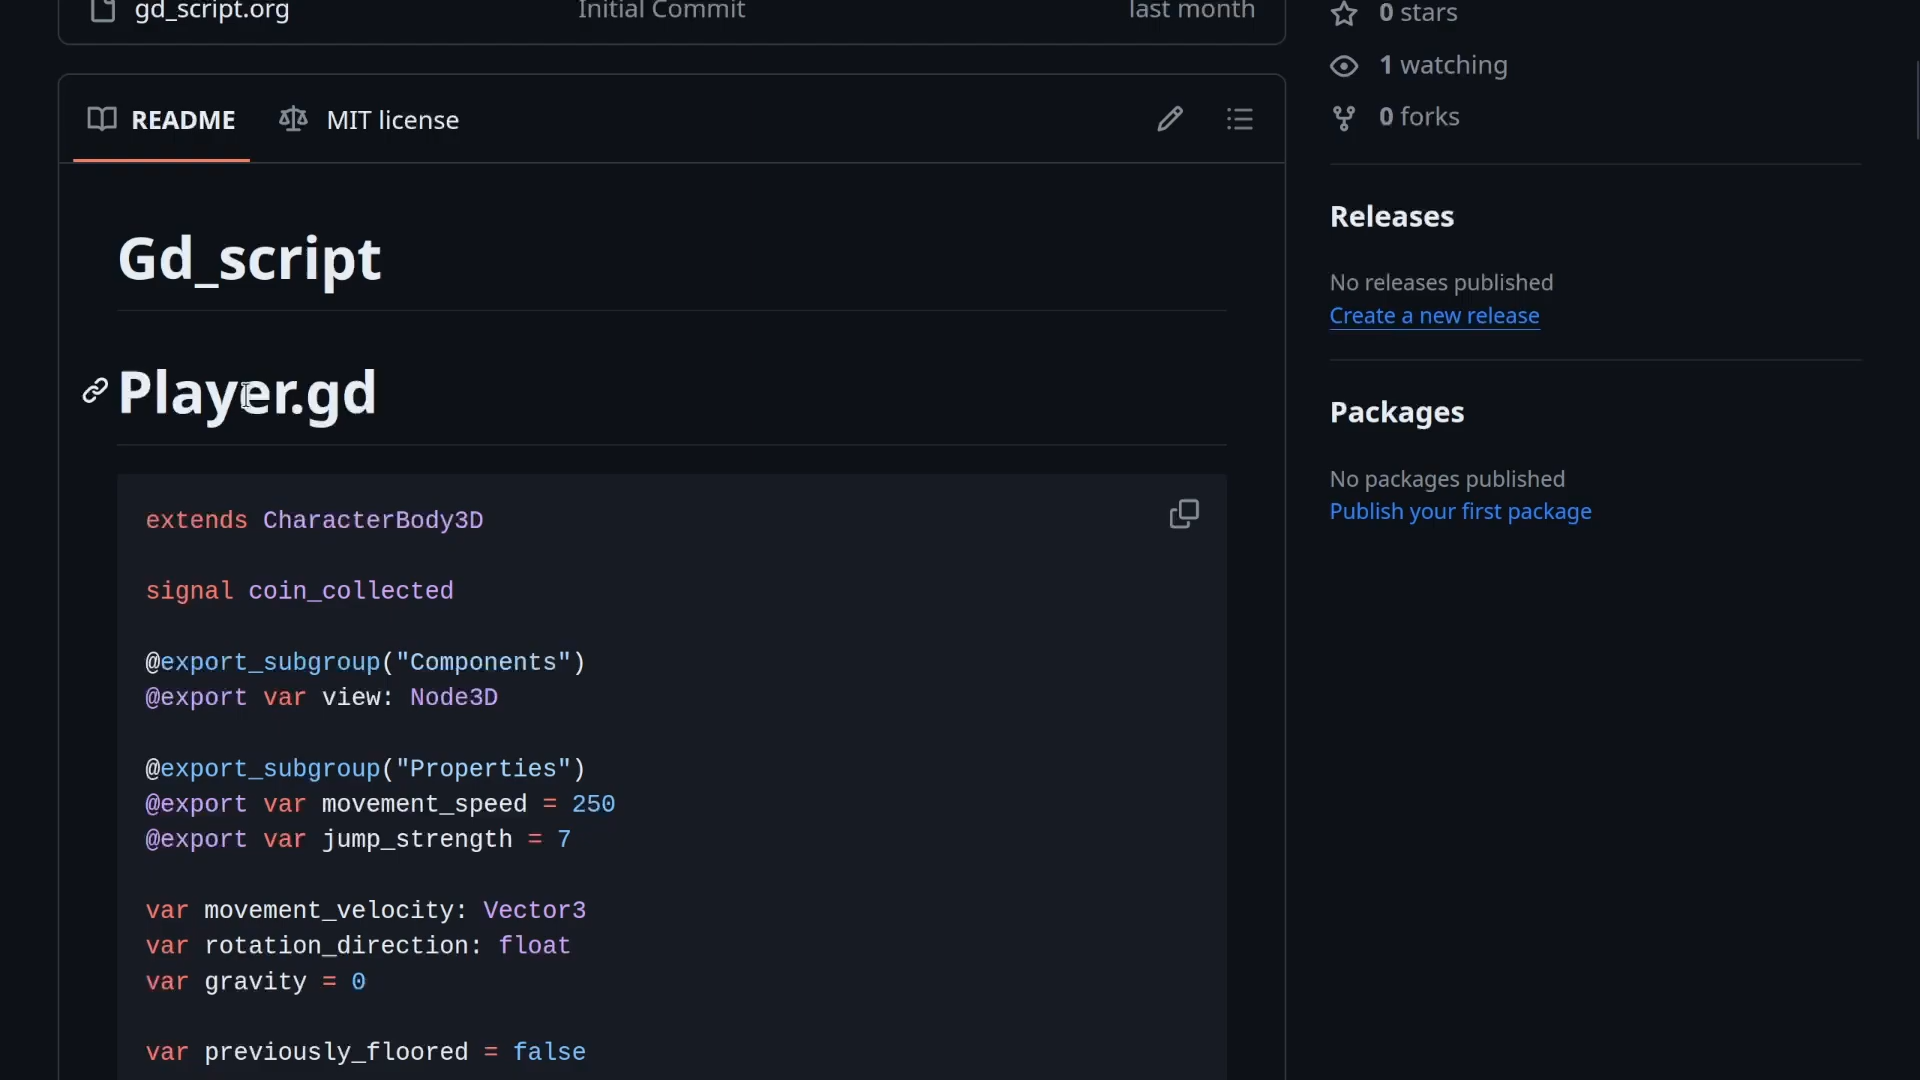 gd_script.org Initial Commit last month
0 stars
1 watching
0 forks
README MIT license
Gd_script
Player.gd
extends CharacterBody3D
signal coin_collected
@export_subgroup("Components")
@export var view: Node3D
@export_subgroup("Properties")
@export var movement_speed = 250
@export var jump_strength = 7
var movement_velocity: Vector3
var rotation_direction: float
var gravity = 0
var previously_floored = false
Releases
No releases published
Create a new release
Packages
No packages published
Publish your first package